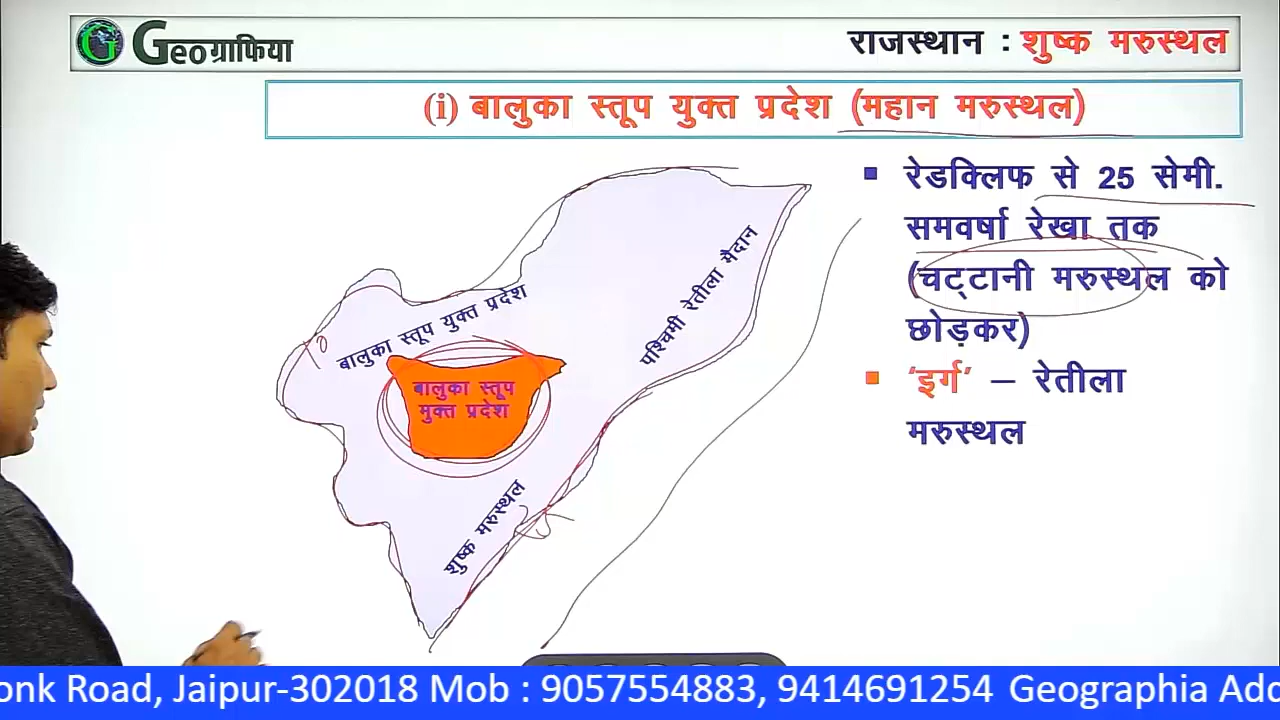 Geoग्राफिया
राजस्थान : शुष्क मरुस्थल
(i) बालुका स्तूप युक्त प्रदेश (महान मरुस्थल)
बालुका स्तूप युक्त प्रदेश
बालुका स्तूप
मुक्त प्रदेश
पश्चिमी रेतीला मैदान
शुष्क मरुस्थल
▪ रेडक्लिफ से 25 सेमी.
समवर्षा रेखा तक
(चट्टानी मरुस्थल को
छोड़कर)
▪ ‘इर्ग’ – रेतीला
मरुस्थल
onk Road, Jaipur-302018 Mob : 9057554883, 9414691254 Geographia Add